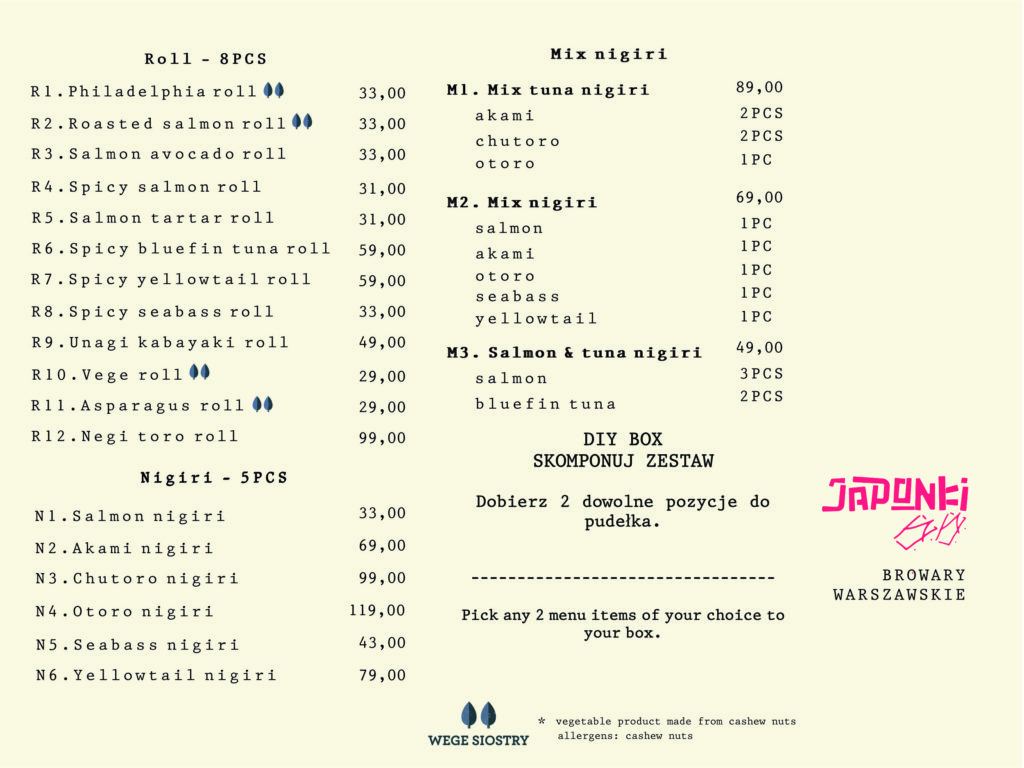 Roll - 8PCS
R1.Philadelphia roll 33,00
R2.Roasted salmon roll 33,00
R3.Salmon avocado roll 33,00
R4.Spicy salmon roll 31,00
R5.Salmon tartar roll 31,00
R6.Spicy bluefin tuna roll 59,00
R7.Spicy yellowtail roll 59,00
R8.Spicy seabass roll 33,00
R9.Unagi kabayaki roll 49,00
R10.Vege roll 29,00
R11.Asparagus roll 29,00
R12.Negi toro roll 99,00
Nigiri - 5PCS
N1.Salmon nigiri 33,00
N2.Akami nigiri 69,00
N3.Chutoro nigiri 99,00
N4.Otoro nigiri 119,00
N5.Seabass nigiri 43,00
N6.Yellowtail nigiri 79,00
Mix nigiri
M1. Mix tuna nigiri 89,00
akami 2PCS
chutoro 2PCS
otoro 1PC
M2. Mix nigiri 69,00
salmon 1PC
akami 1PC
otoro 1PC
seabass 1PC
yellowtail 1PC
M3. Salmon & tuna nigiri 49,00
salmon 3PCS
bluefin tuna 2PCS
DIY BOX
SKOMPONUJ ZESTAW
Dobierz 2 dowolne pozycje do
pudełka.
---------------------------------
Pick any 2 menu items of your choice to
your box.
JAPONKI
BROWARY
WARSZAWSKIE
WEGE SIOSTRY
* vegetable product made from cashew nuts
allergens: cashew nuts